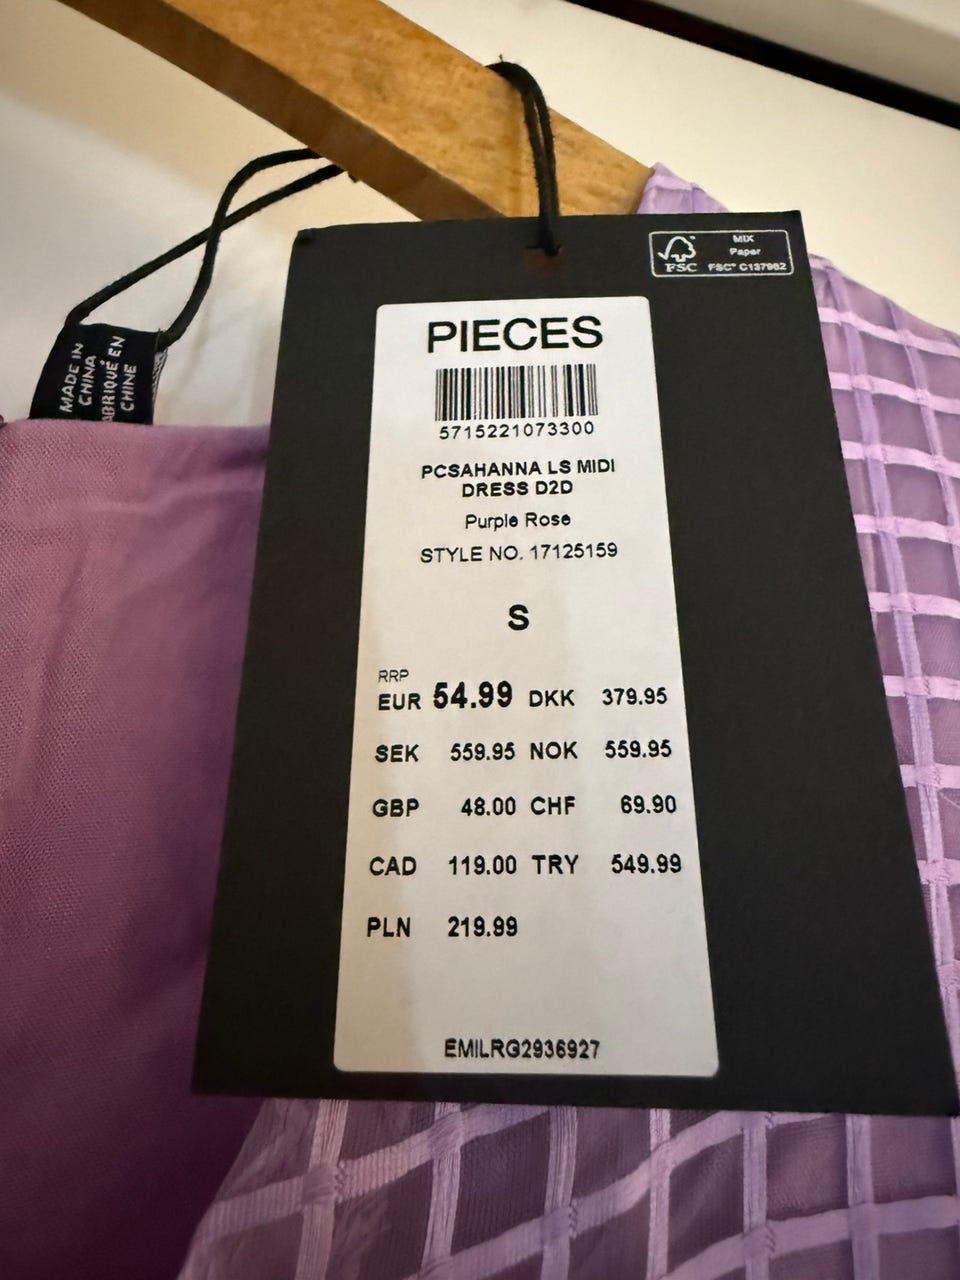 MADE IN
CHINA
ABRIQUÉ EN
CHINE
FSC
MIX
Paper
FSC® C137982
PIECES
5715221073300
PCSAHANNA LS MIDI
DRESS D2D
Purple Rose
STYLE NO. 17125159
S
RRP
EUR 54.99 DKK 379.95
SEK 559.95 NOK 559.95
GBP 48.00 CHF 69.90
CAD 119.00 TRY 549.99
PLN 219.99
EMILRG2936927